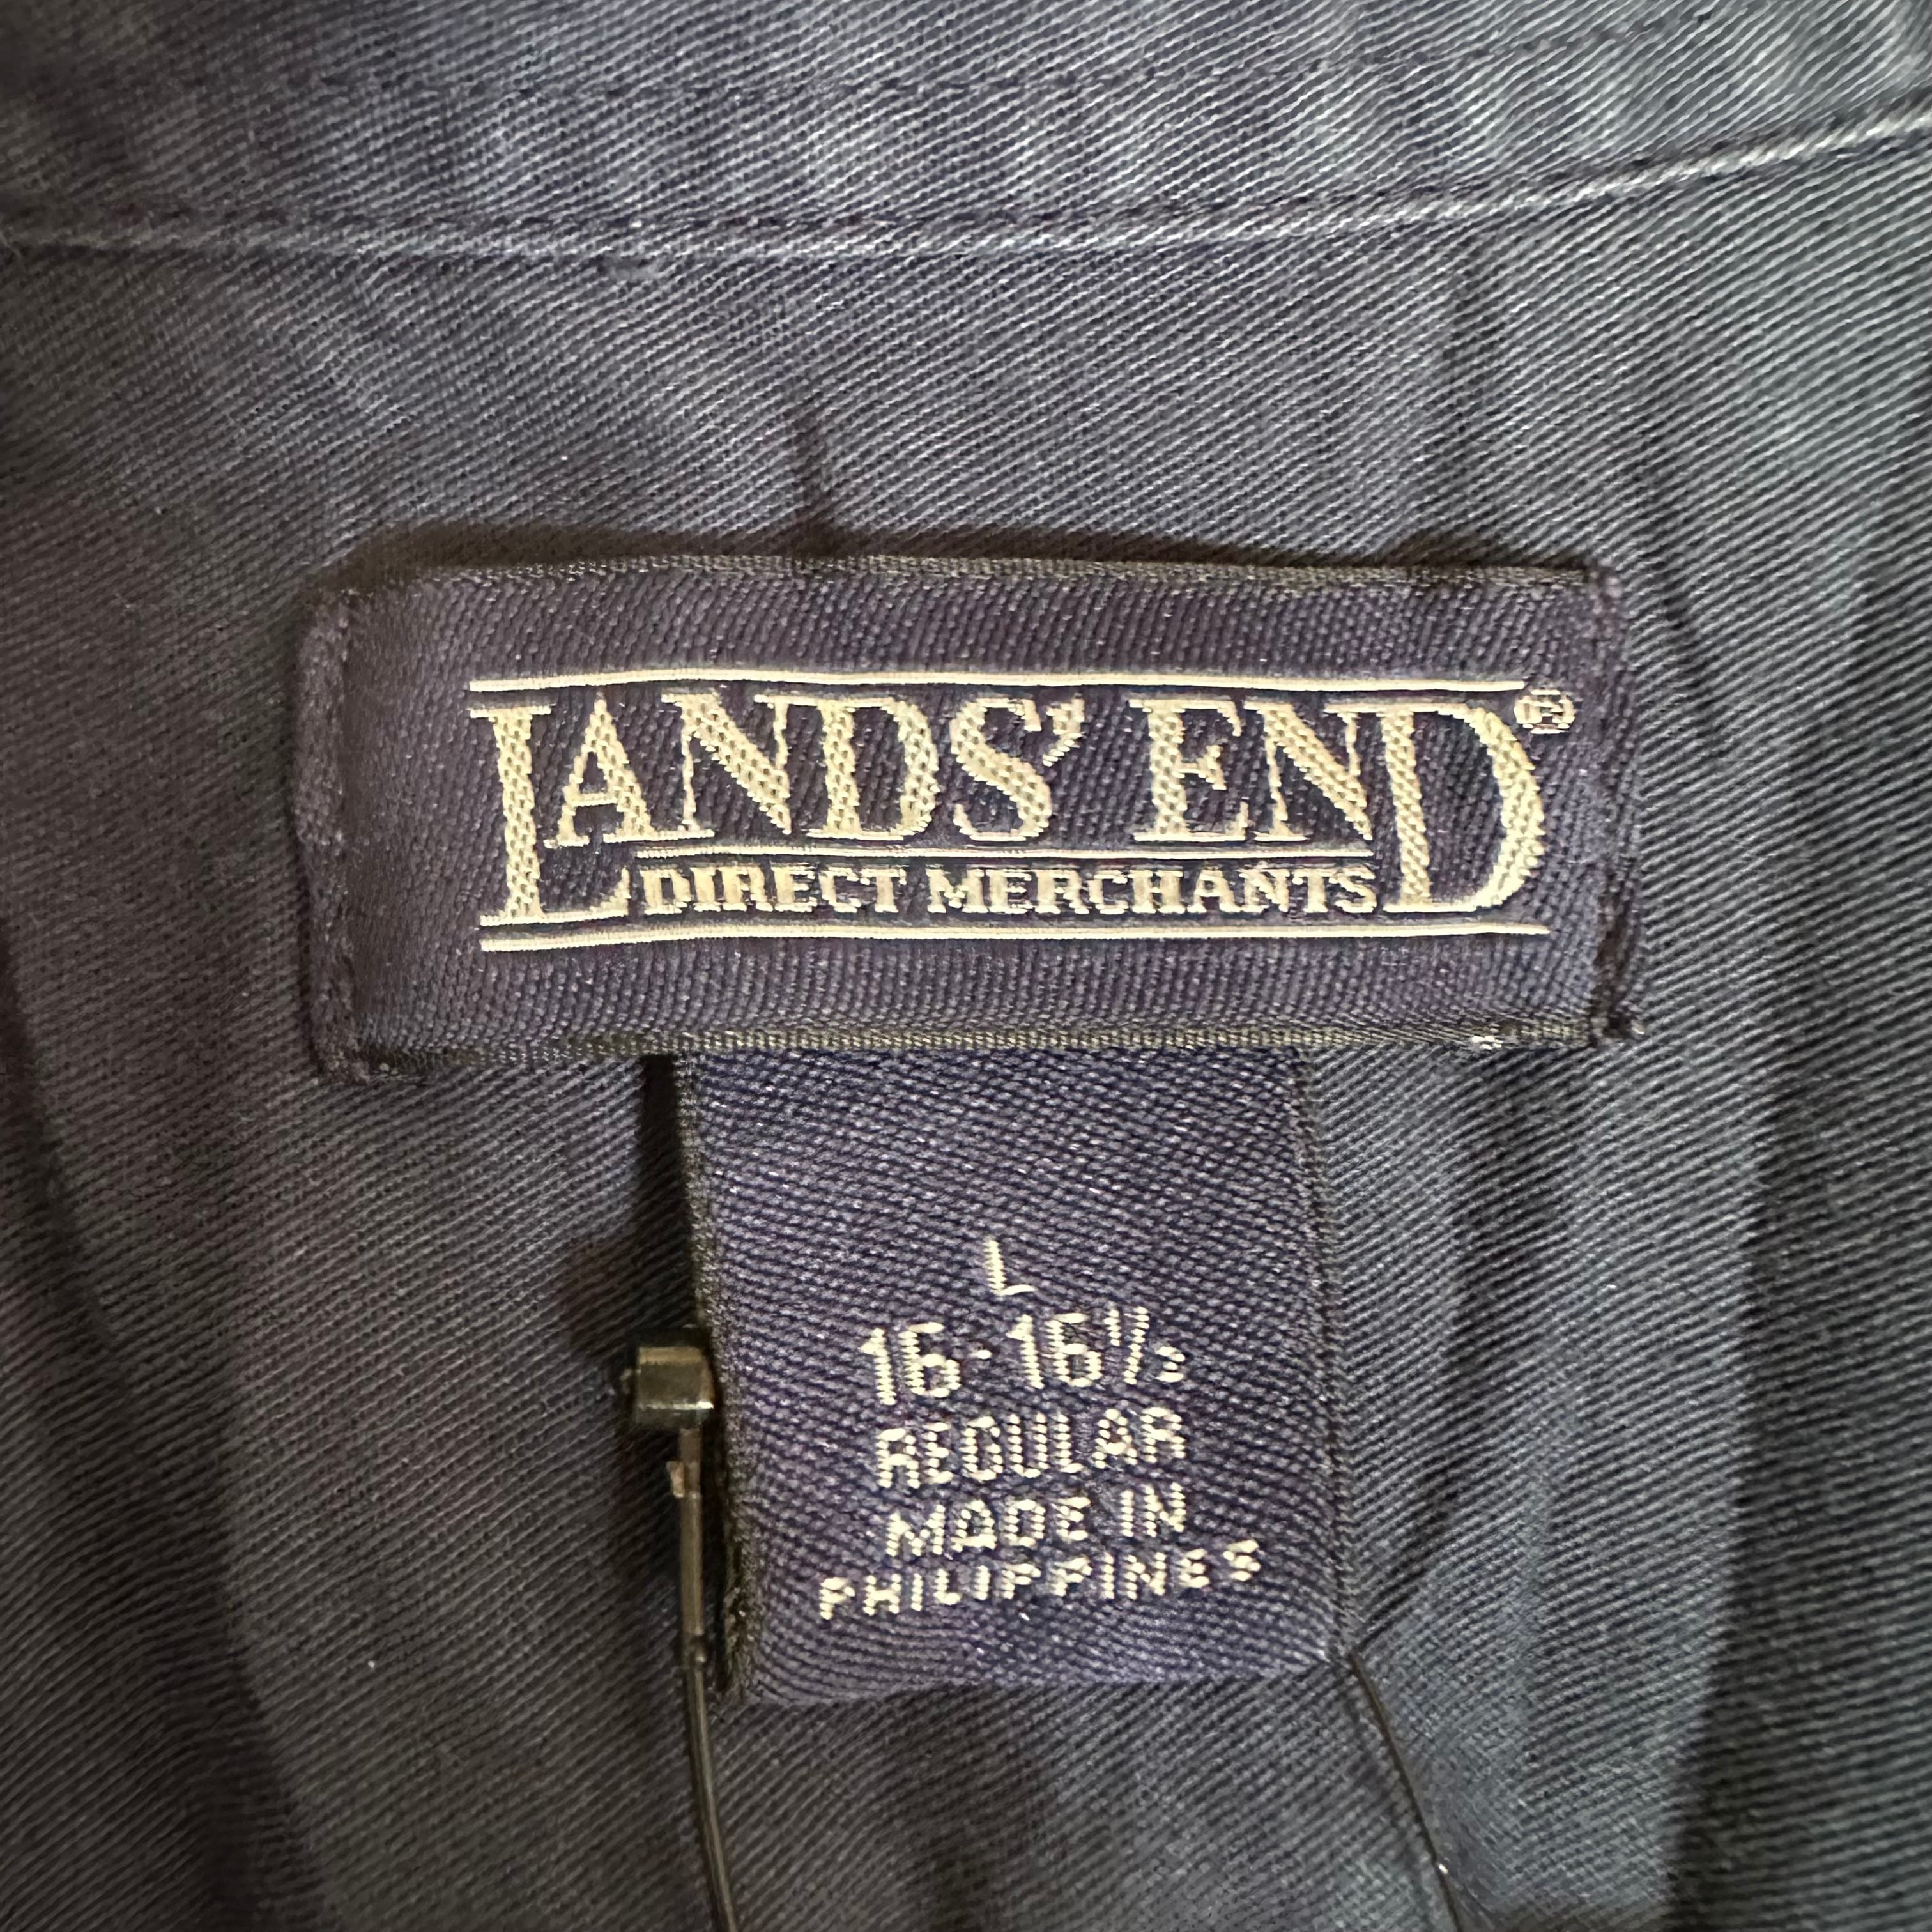 LANDS' END®
DIRECT MERCHANTS
L
16-16½
REGULAR
MADE IN
PHILIPPINES